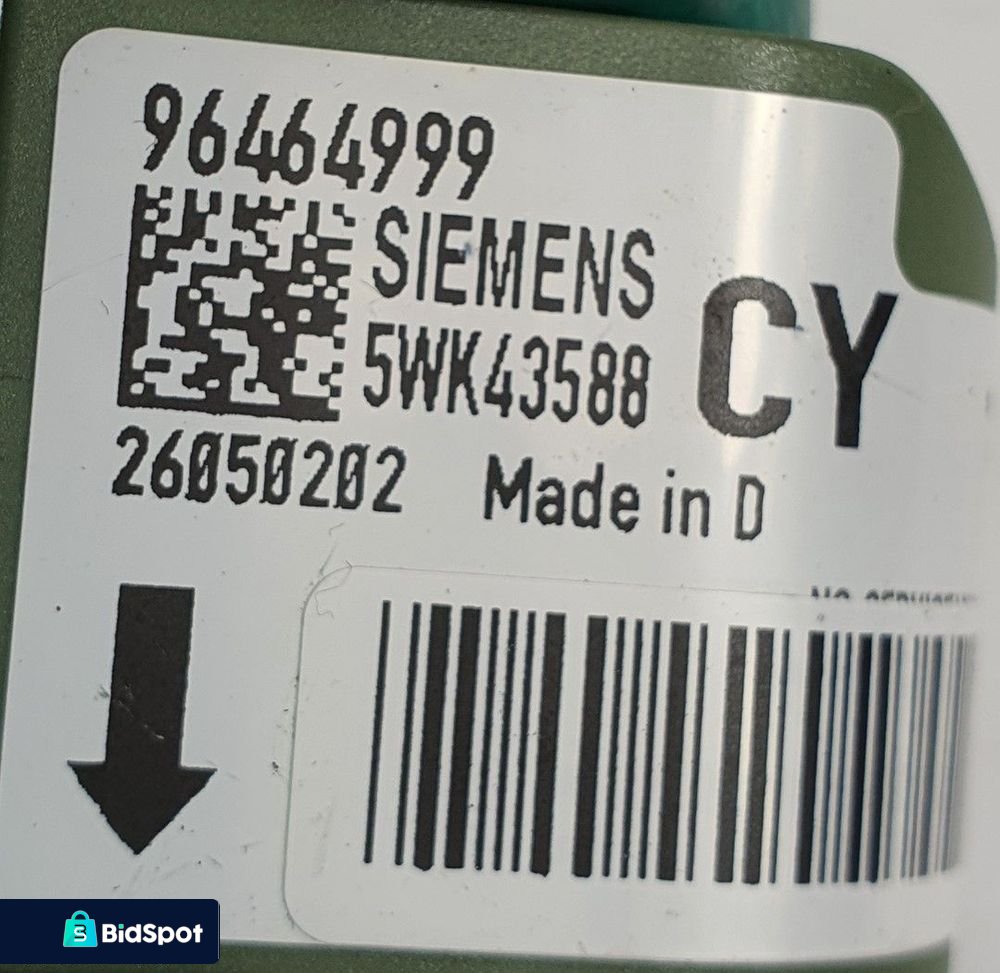 96464999
SIEMENS
5WK43588
CY
26050202 Made in D
BidSpot